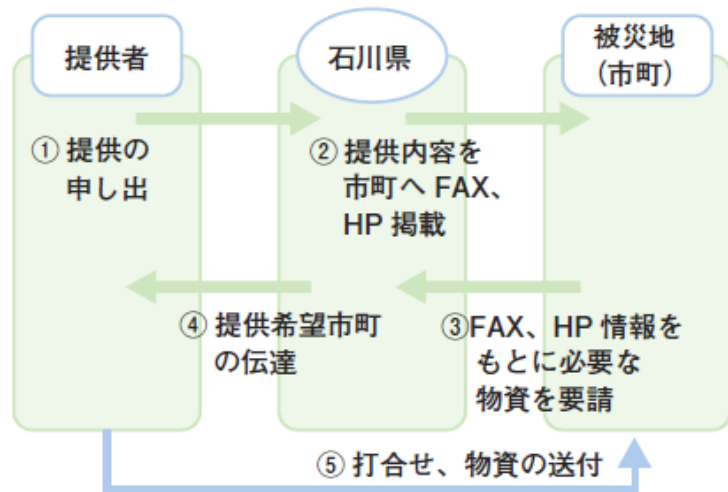 提供者
石川県
被災地
(市町)
① 提供の
申し出
② 提供内容を
市町へ FAX、
HP 掲載
③FAX、HP 情報を
もとに必要な
物資を要請
④ 提供希望市町
の伝達
⑤ 打合せ、物資の送付